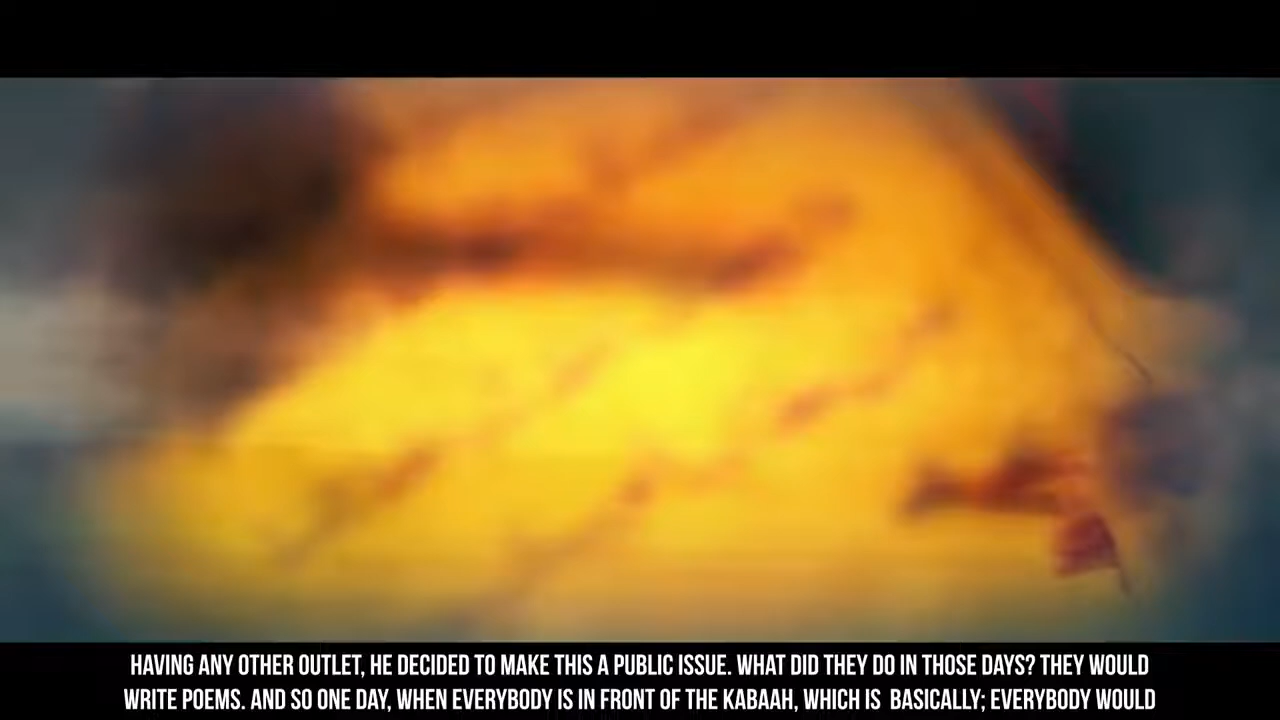 HAVING ANY OTHER OUTLET, HE DECIDED TO MAKE THIS A PUBLIC ISSUE. WHAT DID THEY DO IN THOSE DAYS? THEY WOULD
WRITE POEMS. AND SO ONE DAY, WHEN EVERYBODY IS IN FRONT OF THE KABAAH, WHICH IS  BASICALLY; EVERYBODY WOULD